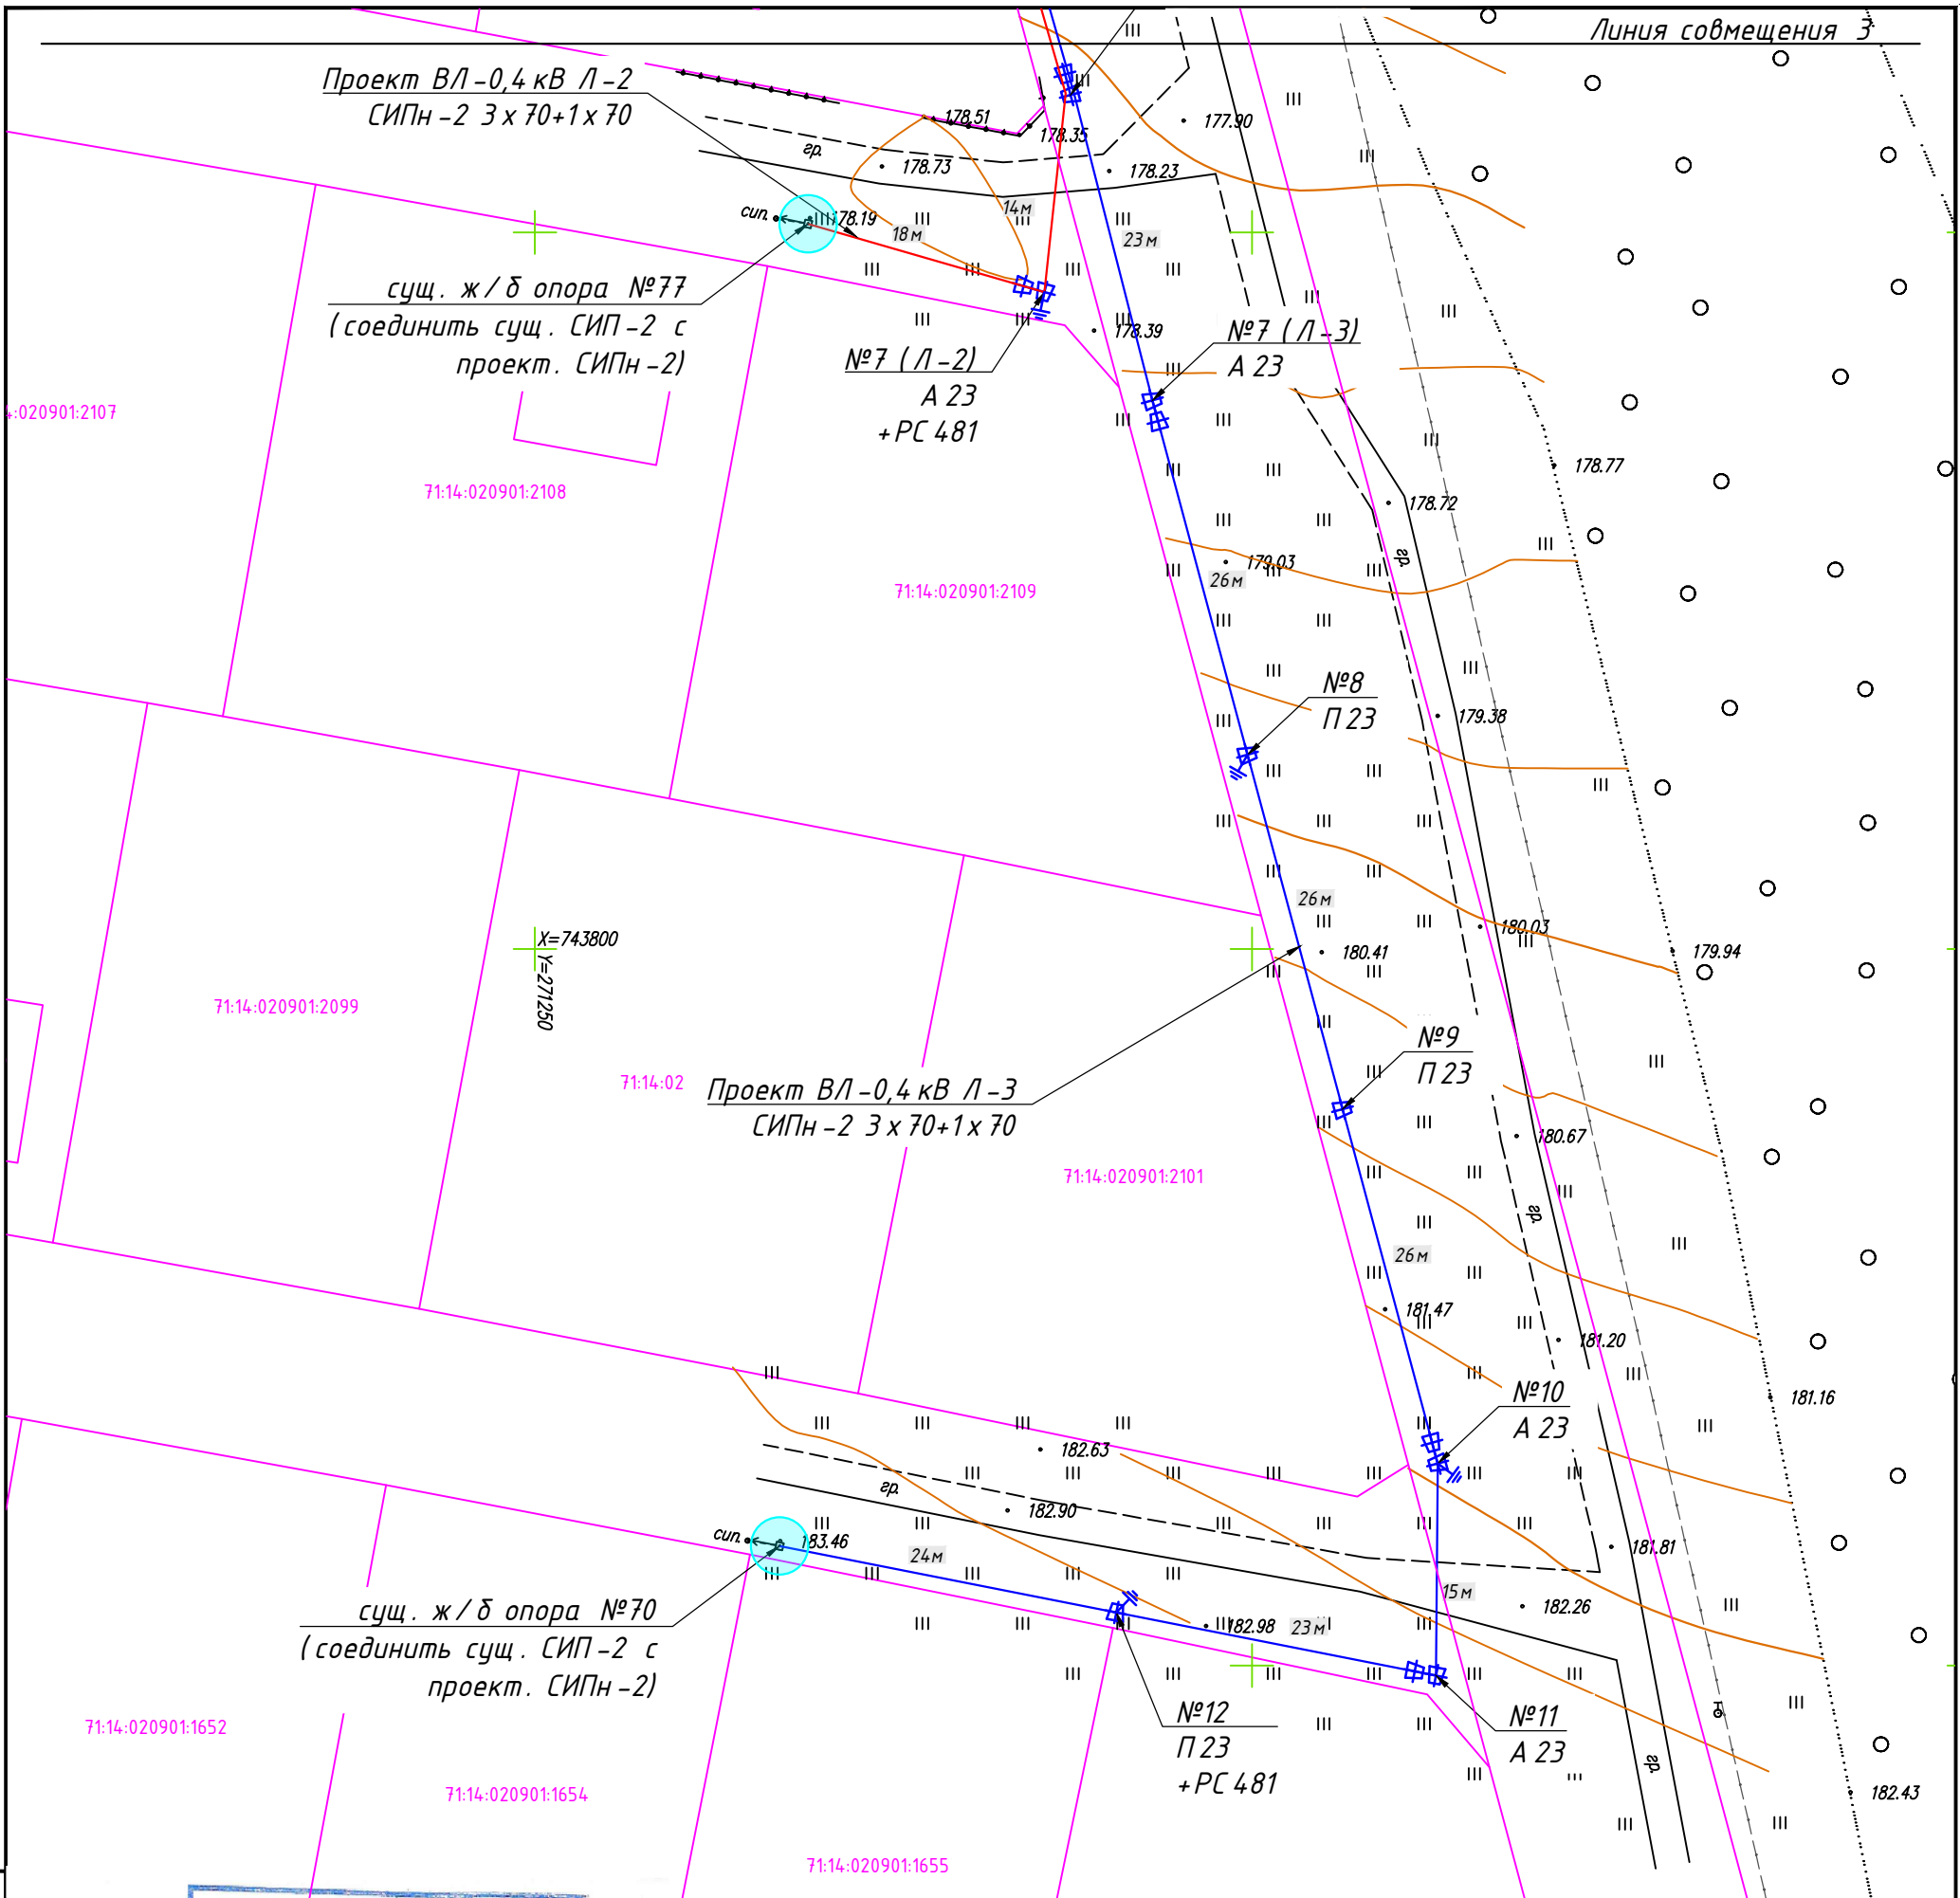 Линия совмещения 3
Проект ВЛ-0,4 кВ Л-2
СИПн-2 3х70+1х70
178.51
178.35
177.90
гр.
178.73
178.23
сип.
178.19
18м
14м
23м
сущ. ж/б опора №77
(соединить сущ. СИП-2 с
проект. СИПн-2)
178.39
№7 (Л-3)
А 23
№7 (Л-2)
А 23
+РС 481
4:020901:2107
71:14:020901:2108
178.77
178.72
гр.
179.03
26м
71:14:020901:2109
№8
П 23
179.38
26м
180.03
X=743800
Y=271250
180.41
179.94
71:14:020901:2099
71:14:02
Проект ВЛ-0,4 кВ Л-3
СИПн-2 3х70+1х70
№9
П 23
180.67
71:14:020901:2101
гр.
26м
181.47
181.20
№10
А 23
181.16
182.63
гр.
182.90
сип.
183.46
24м
181.81
15м
182.26
сущ. ж/б опора №70
(соединить сущ. СИП-2 с
проект. СИПн-2)
182.98
23м
№12
П 23
+РС 481
№11
А 23
гр.
71:14:020901:1652
71:14:020901:1654
182.43
71:14:020901:1655